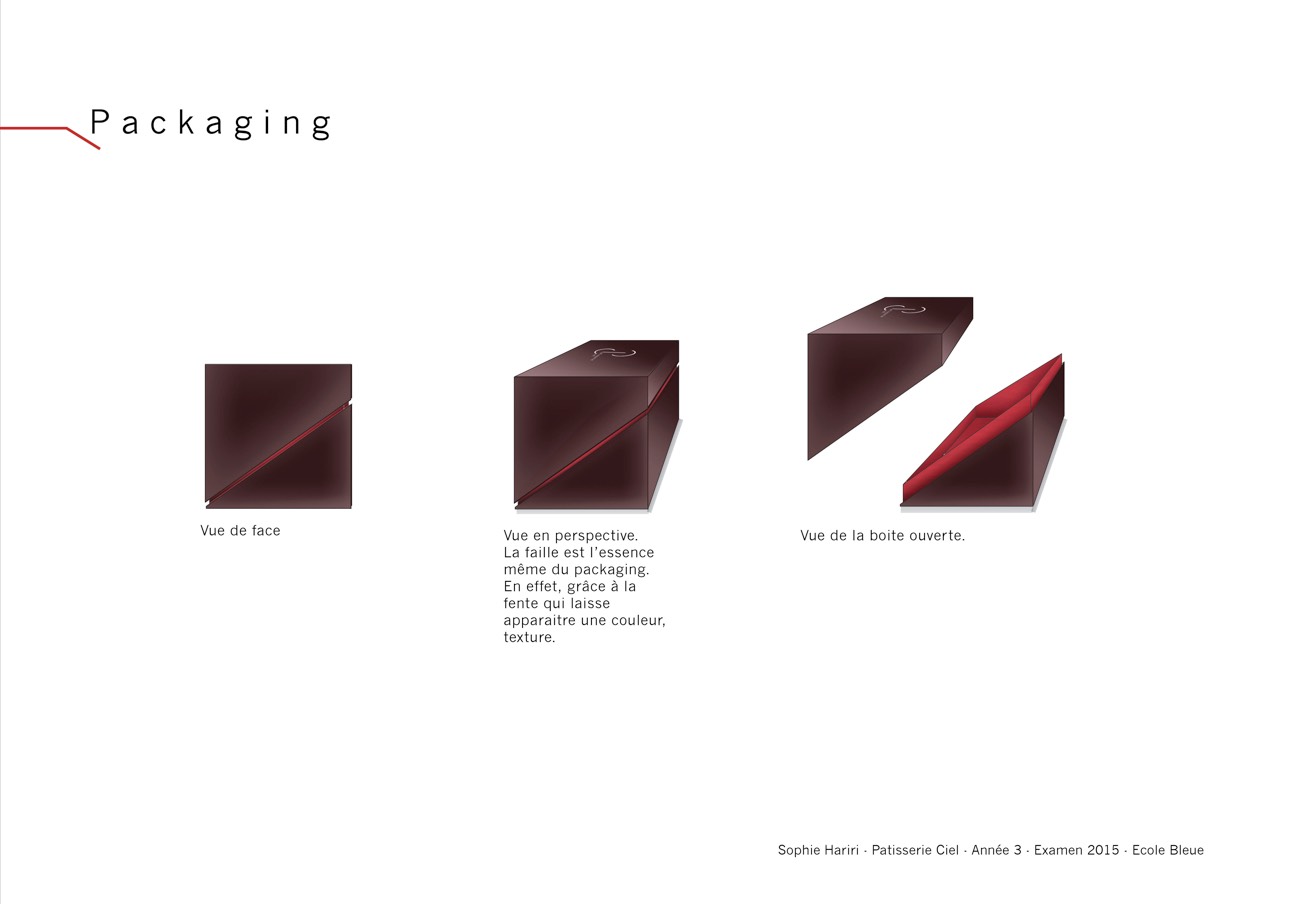 Packaging
Vue de face
Vue en perspective.
La faille est l’essence
même du packaging.
En effet, grâce à la
fente qui laisse
apparaitre une couleur,
texture.
Vue de la boite ouverte.
Sophie Hariri - Patisserie Ciel - Année 3 - Examen 2015 - Ecole Bleue